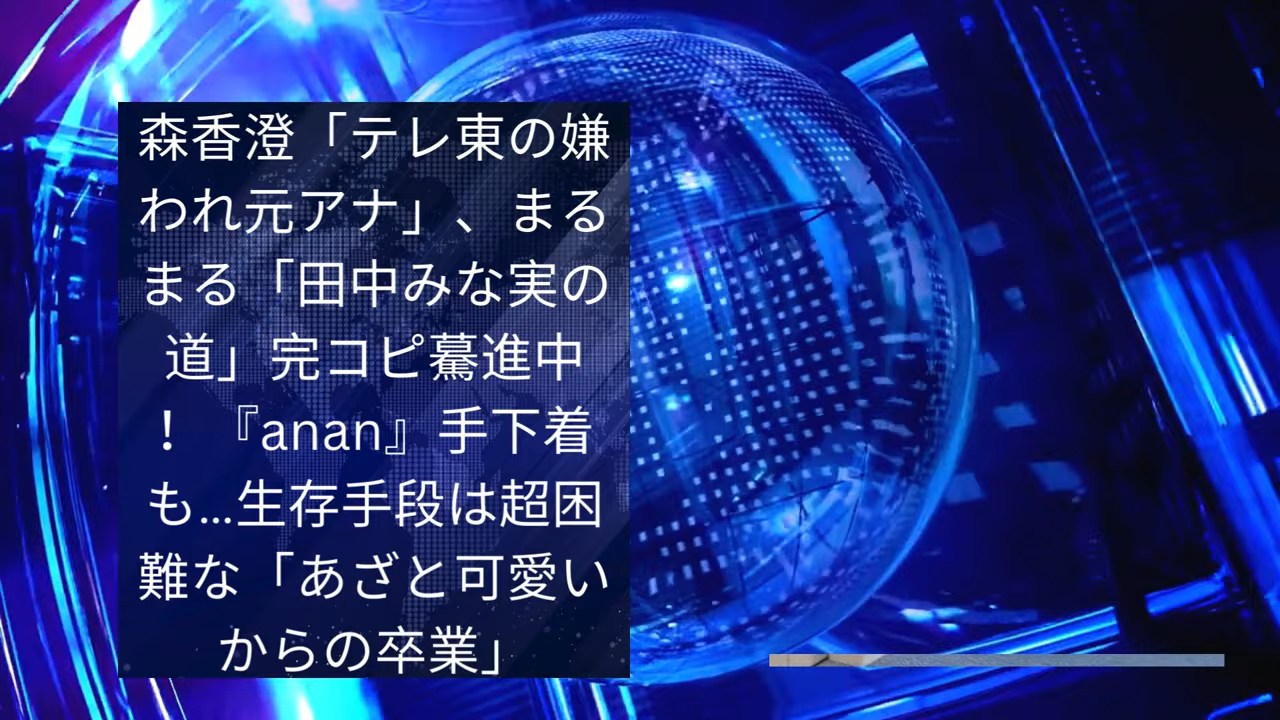 森香澄「テレ東の嫌
われ元アナ」、まる
まる「田中みな実の
道」完コピ驀進中
！ 『anan』手下着
も…生存手段は超困
難な「あざと可愛い
からの卒業」